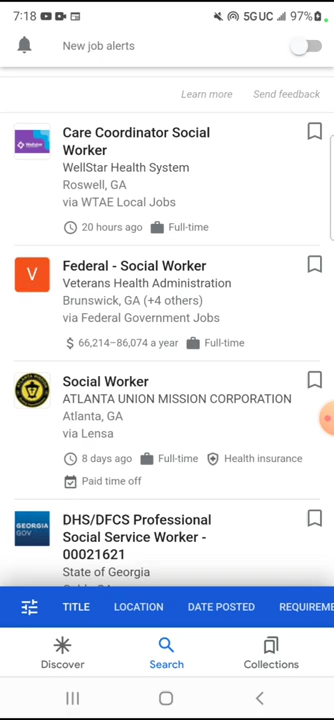 7:18 5GUC 97%
New job alerts
Learn more Send feedback
Care Coordinator Social
Worker
WellStar Health System
Roswell, GA
via WTAE Local Jobs
20 hours ago Full-time
V
Federal - Social Worker
Veterans Health Administration
Brunswick, GA (+4 others)
via Federal Government Jobs
$ 66,214–86,074 a year Full-time
Social Worker
ATLANTA UNION MISSION CORPORATION
Atlanta, GA
via Lensa
8 days ago Full-time Health insurance
Paid time off
GEORGIA
GOV
DHS/DFCS Professional
Social Service Worker -
00021621
State of Georgia
TITLE LOCATION DATE POSTED REQUIREME
Discover Search Collections